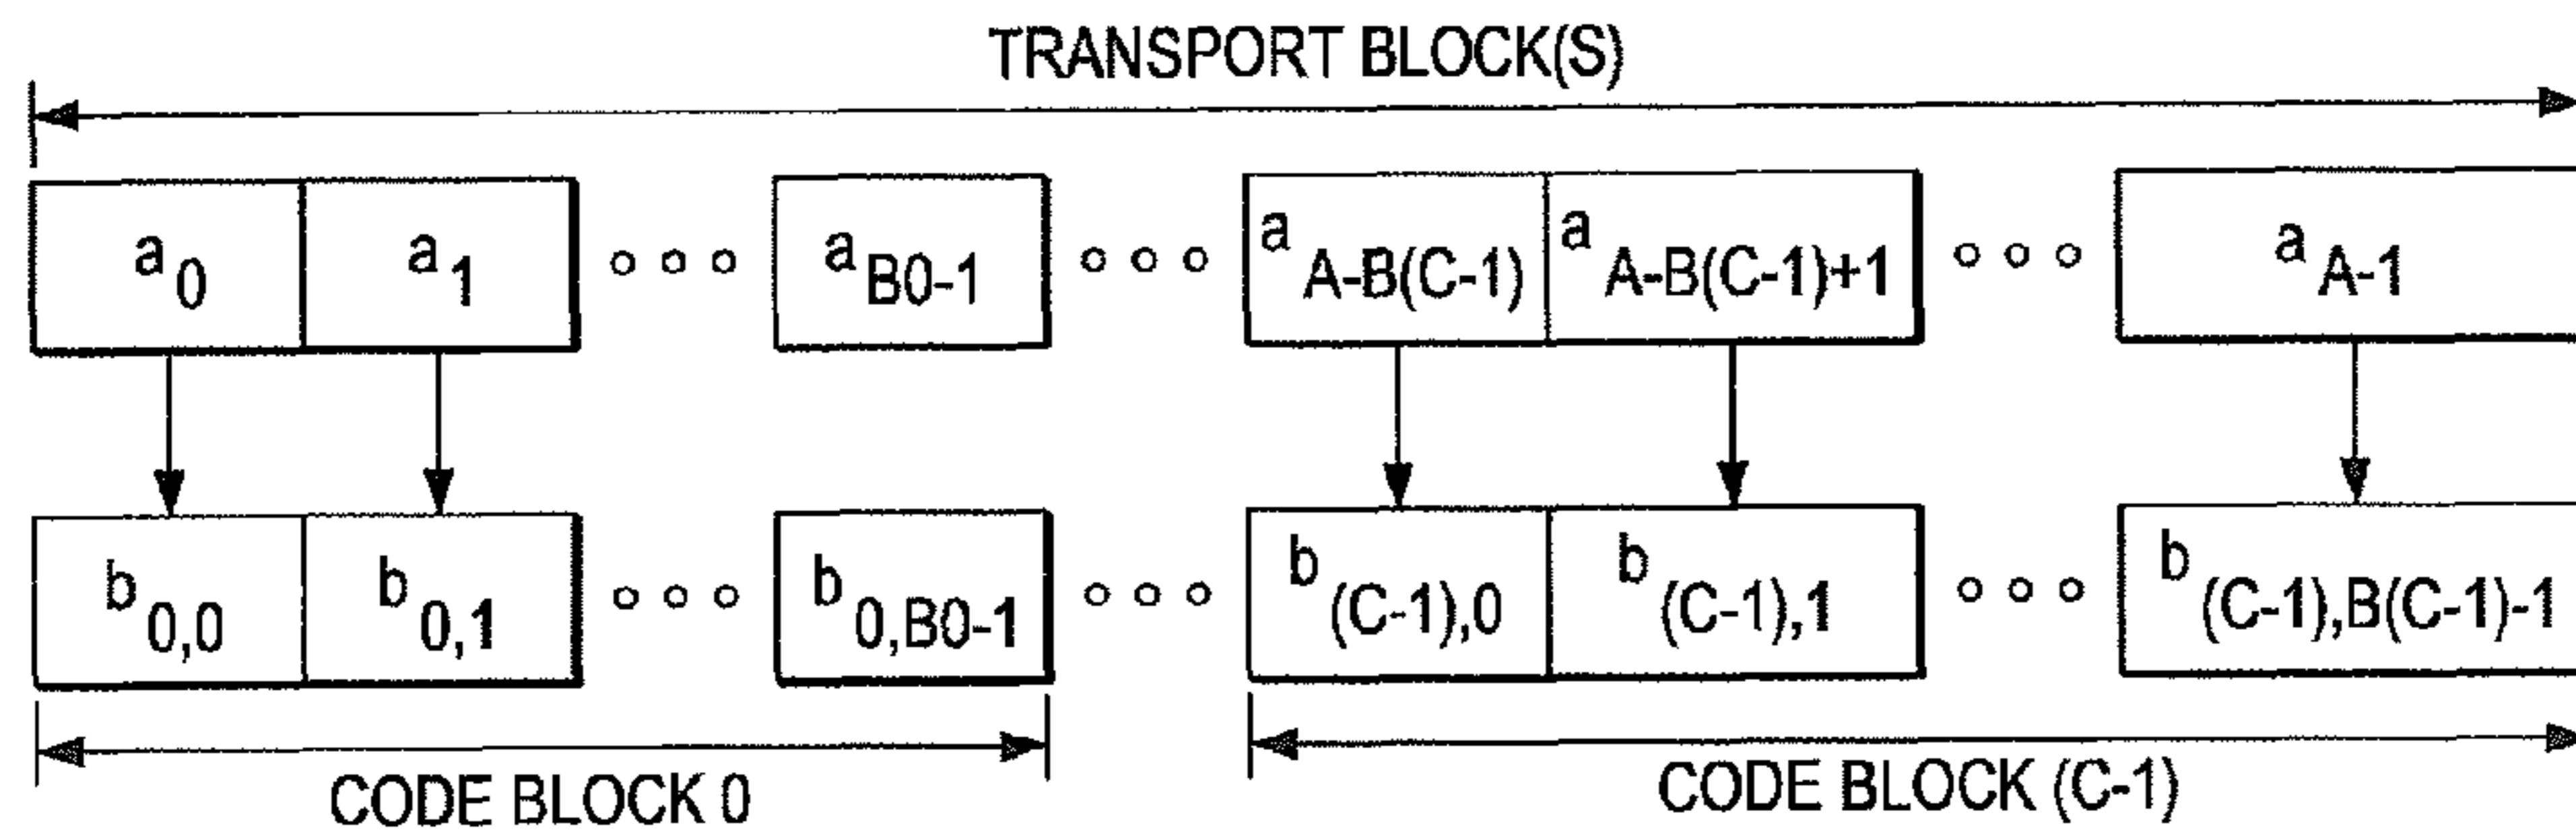 TRANSPORT BLOCK(S)
a0 a1 ○ ○ ○ aB0-1 ○ ○ ○ aA-B(C-1) aA-B(C-1)+1 ○ ○ ○ aA-1
b0,0 b0,1 ○ ○ ○ b0,B0-1 ○ ○ ○ b(C-1),0 b(C-1),1 ○ ○ ○ b(C-1),B(C-1)-1
CODE BLOCK 0 CODE BLOCK (C-1)